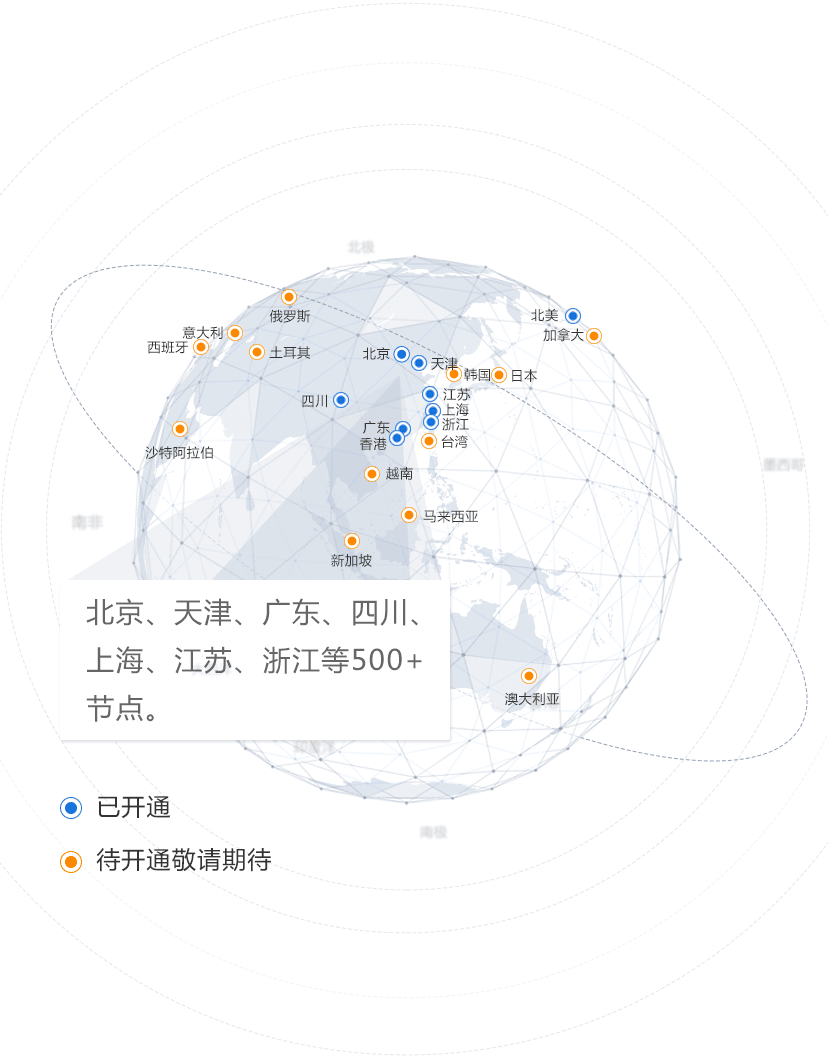 北极
俄罗斯
北美
意大利
加拿大
西班牙
土耳其
北京
天津
韩国
日本
四川
江苏
上海
广东
浙江
香港
台湾
沙特阿拉伯
墨西哥
越南
马来西亚
南非
新加坡
北京、天津、广东、四川、
上海、江苏、浙江等500+
节点。
澳大利亚
印度洋
已开通
南极
待开通敬请期待